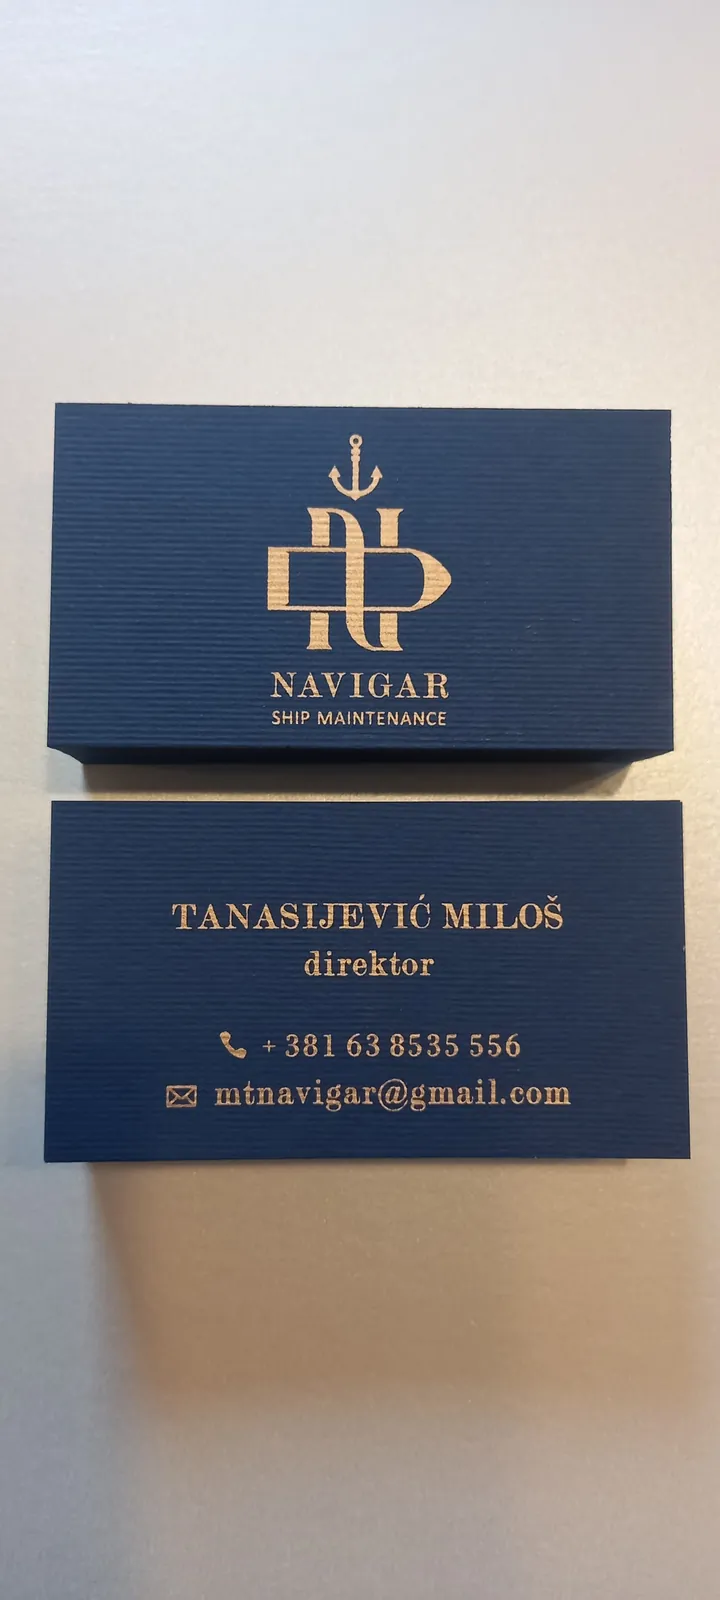 NAVIGAR
SHIP MAINTENANCE
TANASIJEVIĆ MILOŠ
direktor
+ 381 63 8535 556
mtnavigar@gmail.com